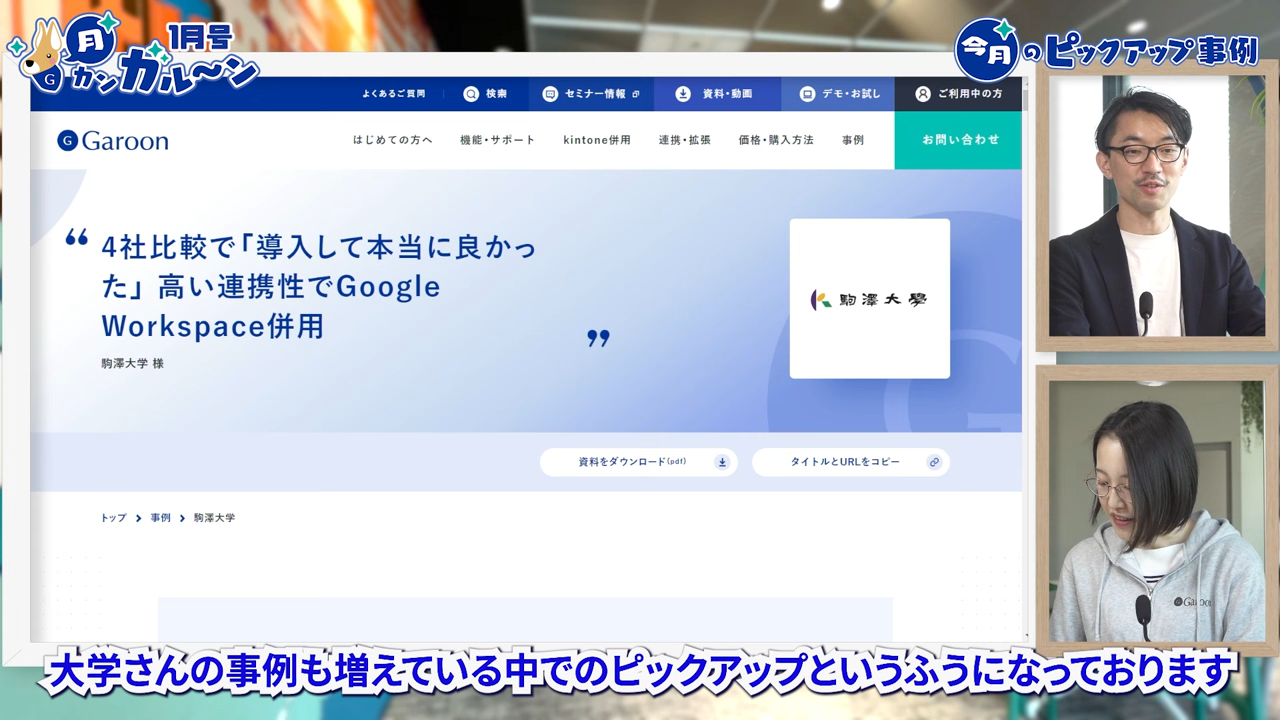 月
1月号
G
カンガル〜ン
今月のピックアップ事例
よくあるご質問
検索
セミナー情報
資料・動画
デモ・お試し
ご利用中の方
G Garoon
はじめての方へ
機能・サポート
kintone併用
連携・拡張
価格・購入方法
事例
お問い合わせ
“4社比較で「導入して本当に良かっ
た」高い連携性でGoogle
Workspace併用”
駒澤大学 様
駒澤大學
資料をダウンロード(pdf)
タイトルとURLをコピー
トップ > 事例 > 駒澤大学
Garoon
大学さんの事例も増えている中でのピックアップというふうになっております